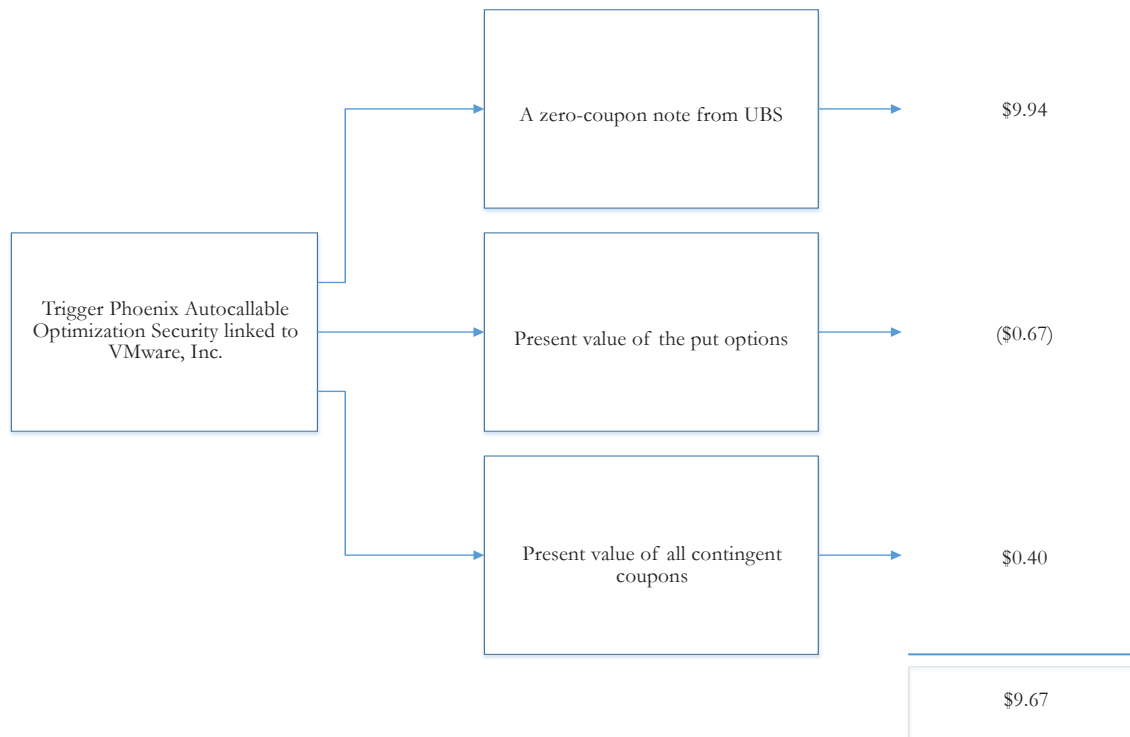 A zero-coupon note from UBS
$9.94
Trigger Phoenix Autocallable
Optimization Security linked to
VMware, Inc.
Present value of the put options
($0.67)
Present value of all contingent
coupons
$0.40
$9.67